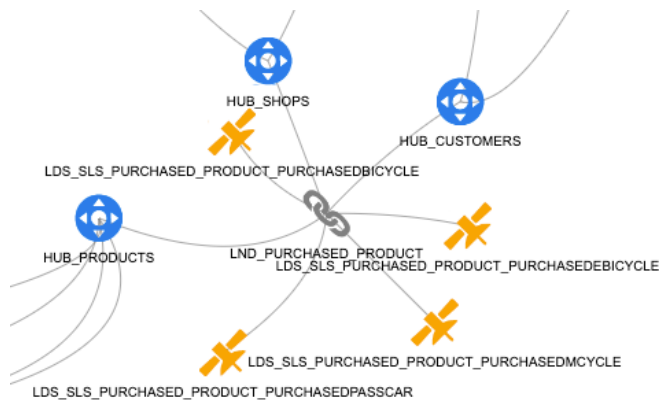 HUB_SHOPS
HUB_CUSTOMERS
LDS_SLS_PURCHASED_PRODUCT_PURCHASEDBICYCLE
HUB_PRODUCTS
LND_PURCHASED_PRODUCT
LDS_SLS_PURCHASED_PRODUCT_PURCHASEDEBICYCLE
LDS_SLS_PURCHASED_PRODUCT_PURCHASEDMCYCLE
LDS_SLS_PURCHASED_PRODUCT_PURCHASEDPASSCAR